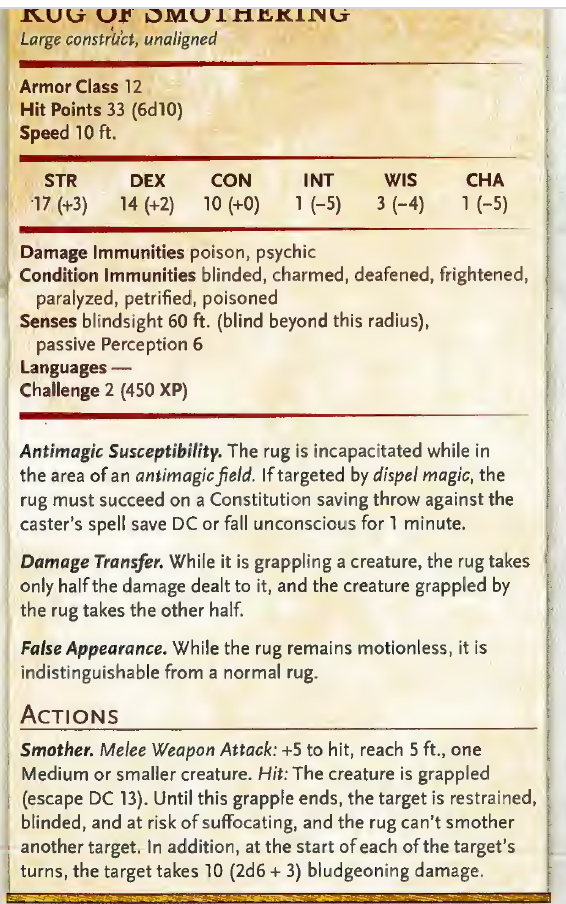 RUG OF SMOTHERING
Large construct, unaligned
Armor Class 12
Hit Points 33 (6d10)
Speed 10 ft.
STR DEX CON INT WIS CHA
17 (+3) 14 (+2) 10 (+0) 1 (−5) 3 (−4) 1 (−5)
Damage Immunities poison, psychic
Condition Immunities blinded, charmed, deafened, frightened,
paralyzed, petrified, poisoned
Senses blindsight 60 ft. (blind beyond this radius),
passive Perception 6
Languages —
Challenge 2 (450 XP)
Antimagic Susceptibility. The rug is incapacitated while in
the area of an antimagic field. If targeted by dispel magic, the
rug must succeed on a Constitution saving throw against the
caster's spell save DC or fall unconscious for 1 minute.
Damage Transfer. While it is grappling a creature, the rug takes
only half the damage dealt to it, and the creature grappled by
the rug takes the other half.
False Appearance. While the rug remains motionless, it is
indistinguishable from a normal rug.
ACTIONS
Smother. Melee Weapon Attack: +5 to hit, reach 5 ft., one
Medium or smaller creature. Hit: The creature is grappled
(escape DC 13). Until this grapple ends, the target is restrained,
blinded, and at risk of suffocating, and the rug can't smother
another target. In addition, at the start of each of the target's
turns, the target takes 10 (2d6 + 3) bludgeoning damage.